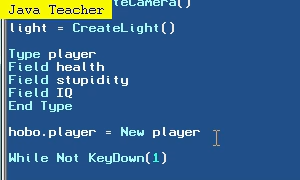 Java Teacher
CreateCamera()
light = CreateLight()
Type player
Field health
Field stupidity
Field IQ
End Type
hobo.player = New player
While Not KeyDown(1)